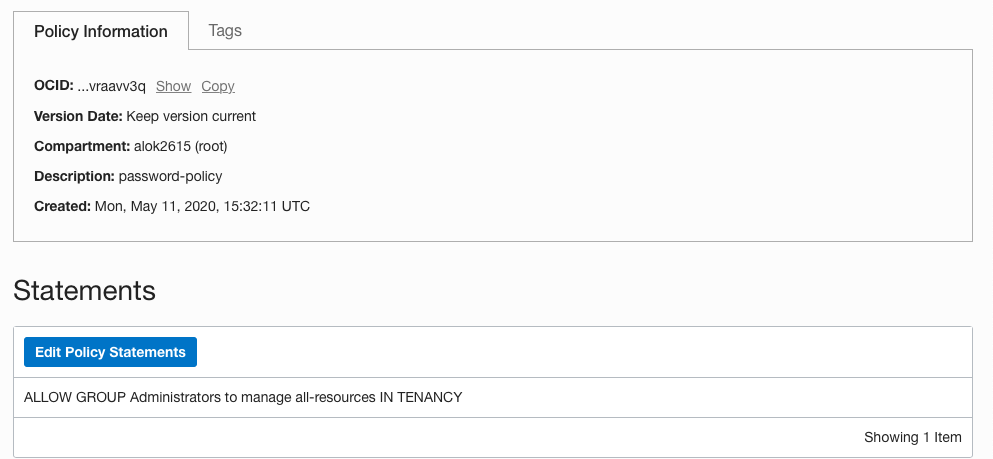 Policy Information
Tags
OCID: ...vraavv3q Show Copy
Version Date: Keep version current
Compartment: alok2615 (root)
Description: password-policy
Created: Mon, May 11, 2020, 15:32:11 UTC
Statements
Edit Policy Statements
ALLOW GROUP Administrators to manage all-resources IN TENANCY
Showing 1 Item